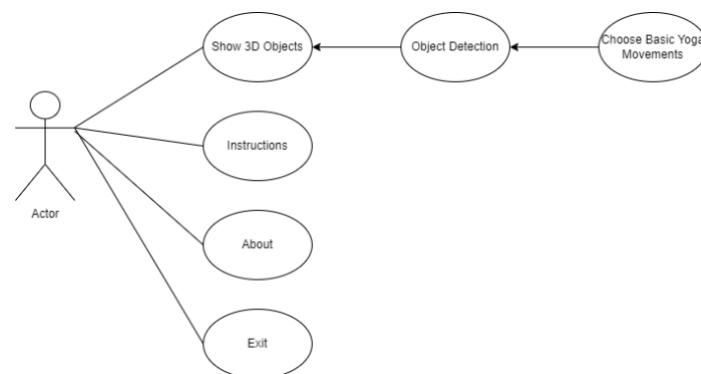 Show 3D Objects
Object Detection
Choose Basic Yoga
Movements
Instructions
Actor
About
Exit